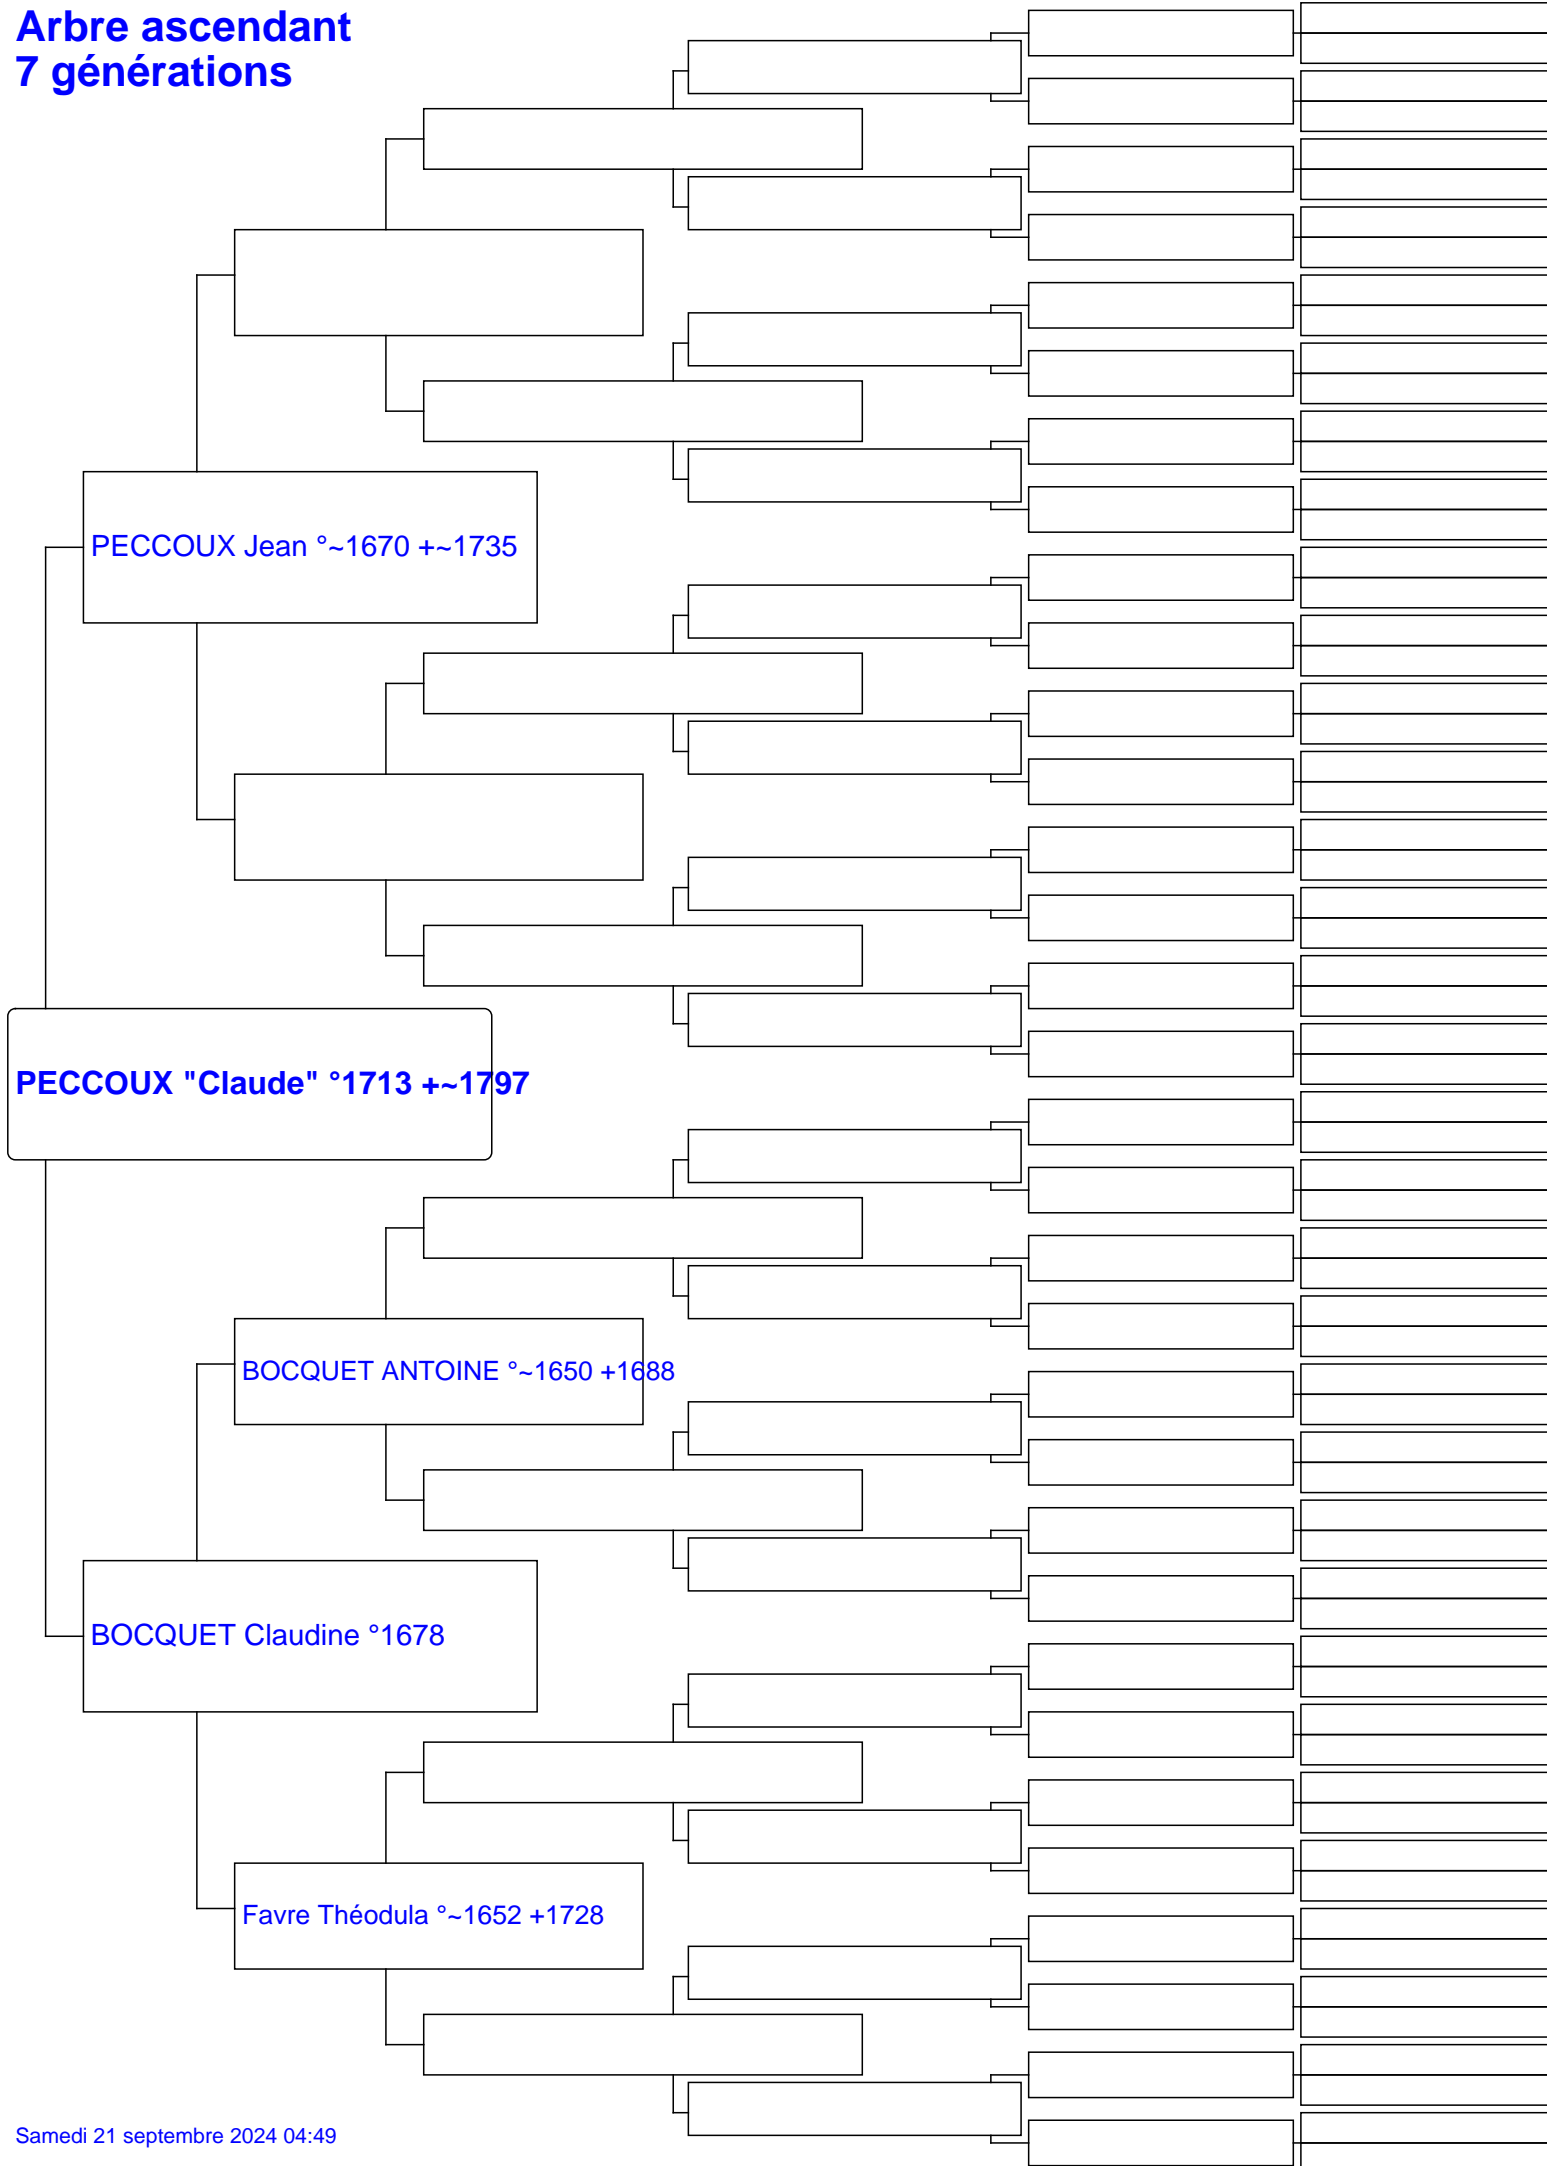 Arbre ascendant
7 générations
PECCOUX Jean °~1670 +~1735
PECCOUX "Claude" °1713 +~1797
BOCQUET ANTOINE °~1650 +1688
BOCQUET Claudine °1678
Favre Théodula °~1652 +1728
Samedi 21 septembre 2024 04:49